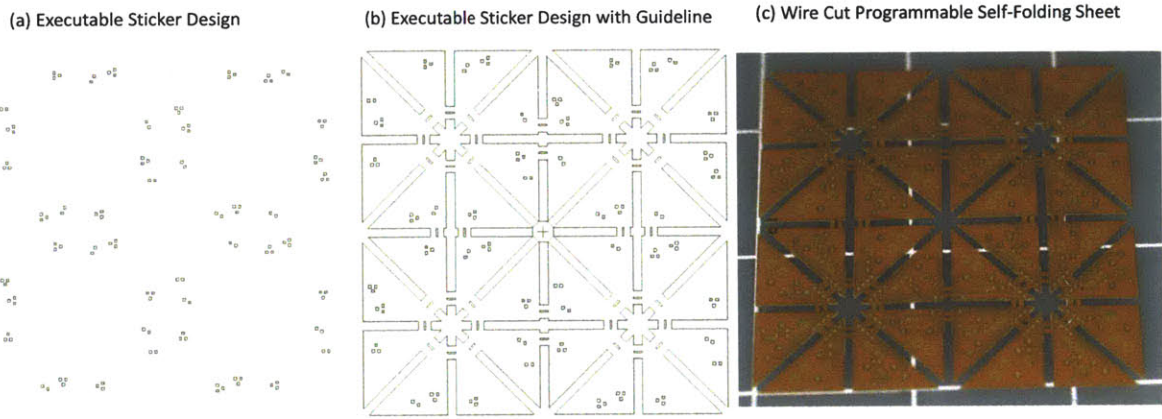 (a) Executable Sticker Design
(b) Executable Sticker Design with Guideline
(c) Wire Cut Programmable Self-Folding Sheet